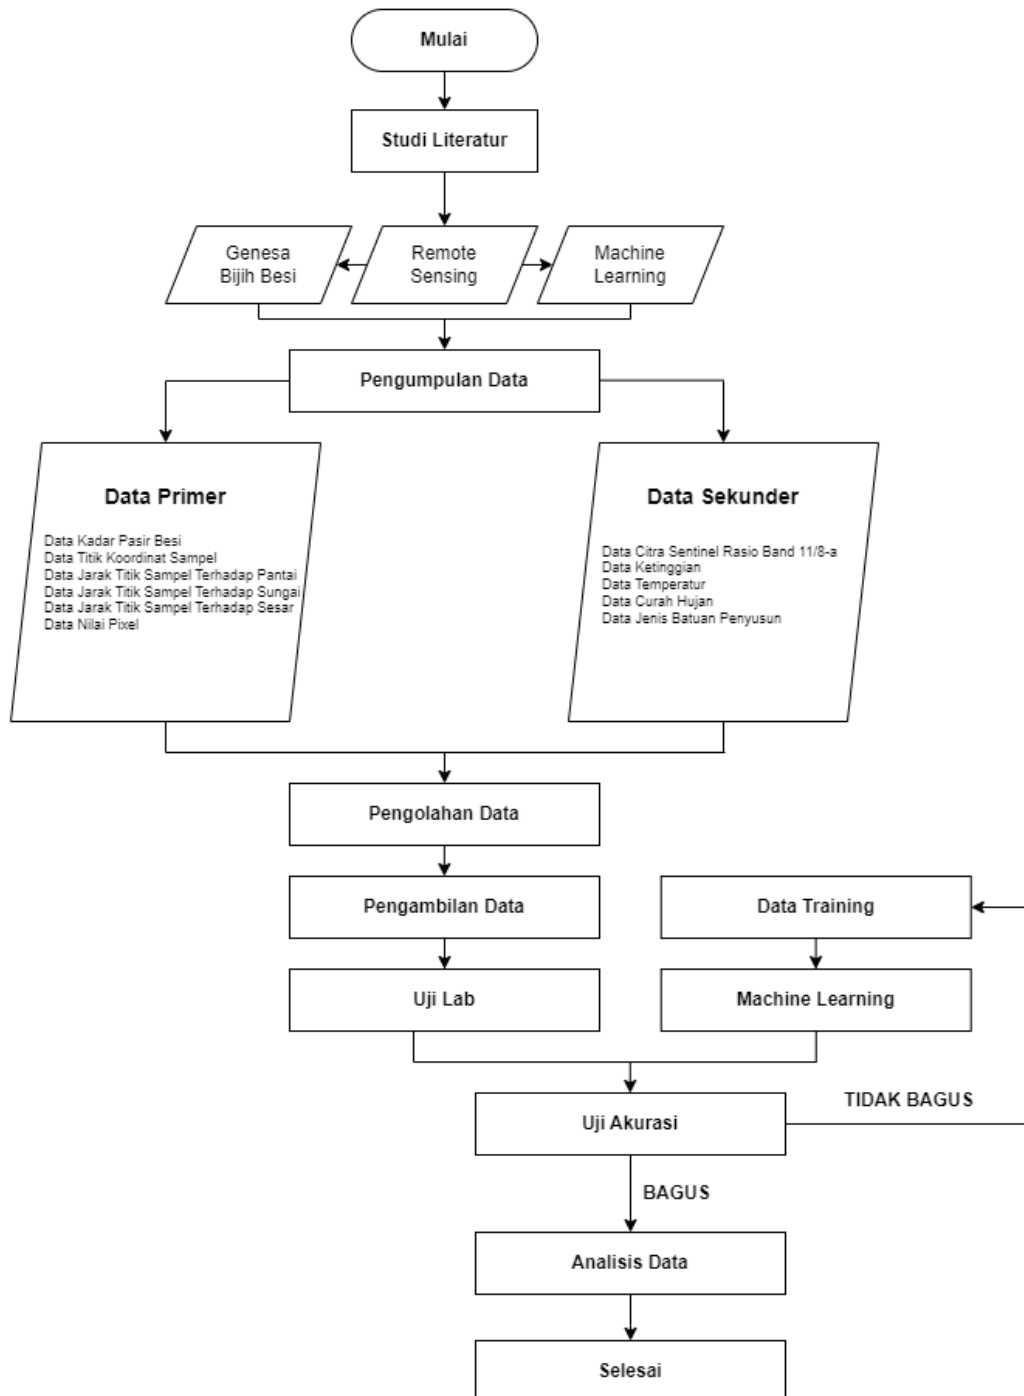 Mulai
Studi Literatur
Genesa
Bijih Besi
Remote
Sensing
Machine
Learning
Pengumpulan Data
Data Primer
Data Kadar Pasir Besi
Data Titik Koordinat Sampel
Data Jarak Titik Sampel Terhadap Pantai
Data Jarak Titik Sampel Terhadap Sungai
Data Jarak Titik Sampel Terhadap Sesar
Data Nilai Pixel
Data Sekunder
Data Citra Sentinel Rasio Band 11/8-a
Data Ketinggian
Data Temperatur
Data Curah Hujan
Data Jenis Batuan Penyusun
Pengolahan Data
Pengambilan Data
Data Training
Uji Lab
Machine Learning
Uji Akurasi
TIDAK BAGUS
BAGUS
Analisis Data
Selesai